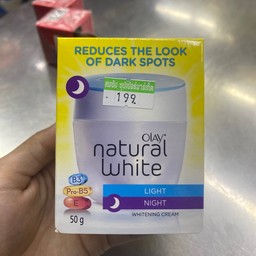 REDUCES THE LOOK
OF DARK SPOTS
199
OLAY
natural
white
LIGHT
NIGHT
WHITENING CREAM
B3
Pro-B5
E
50 g